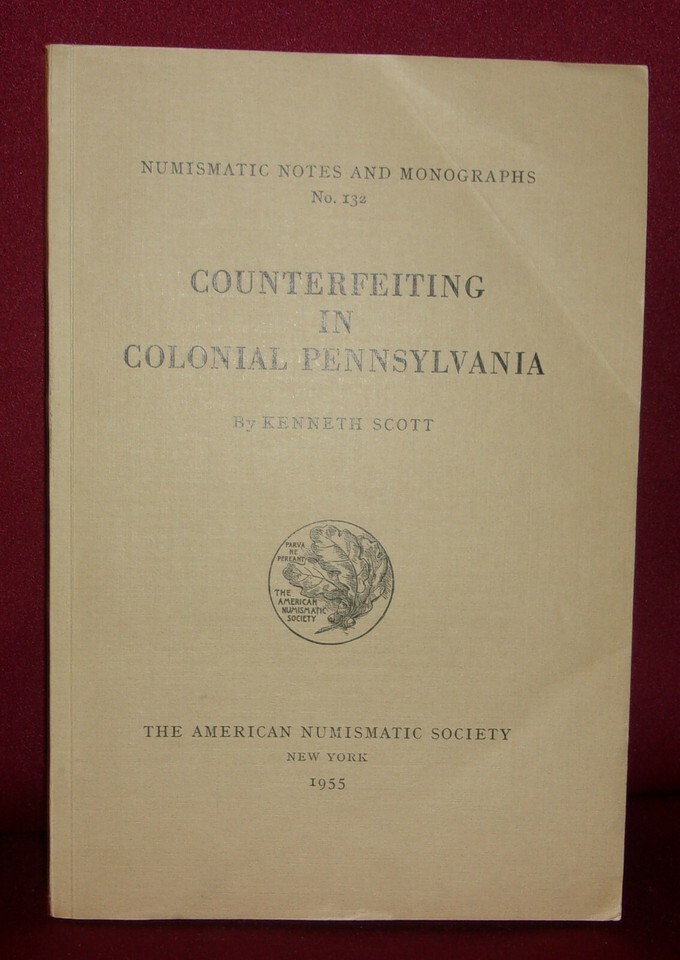 NUMISMATIC NOTES AND MONOGRAPHS
No. 132
COUNTERFEITING
IN
COLONIAL PENNSYLVANIA
By KENNETH SCOTT
PARVA
NE
PEREANT
THE
AMERICAN
NUMISMATIC
SOCIETY
THE AMERICAN NUMISMATIC SOCIETY
NEW YORK
1955